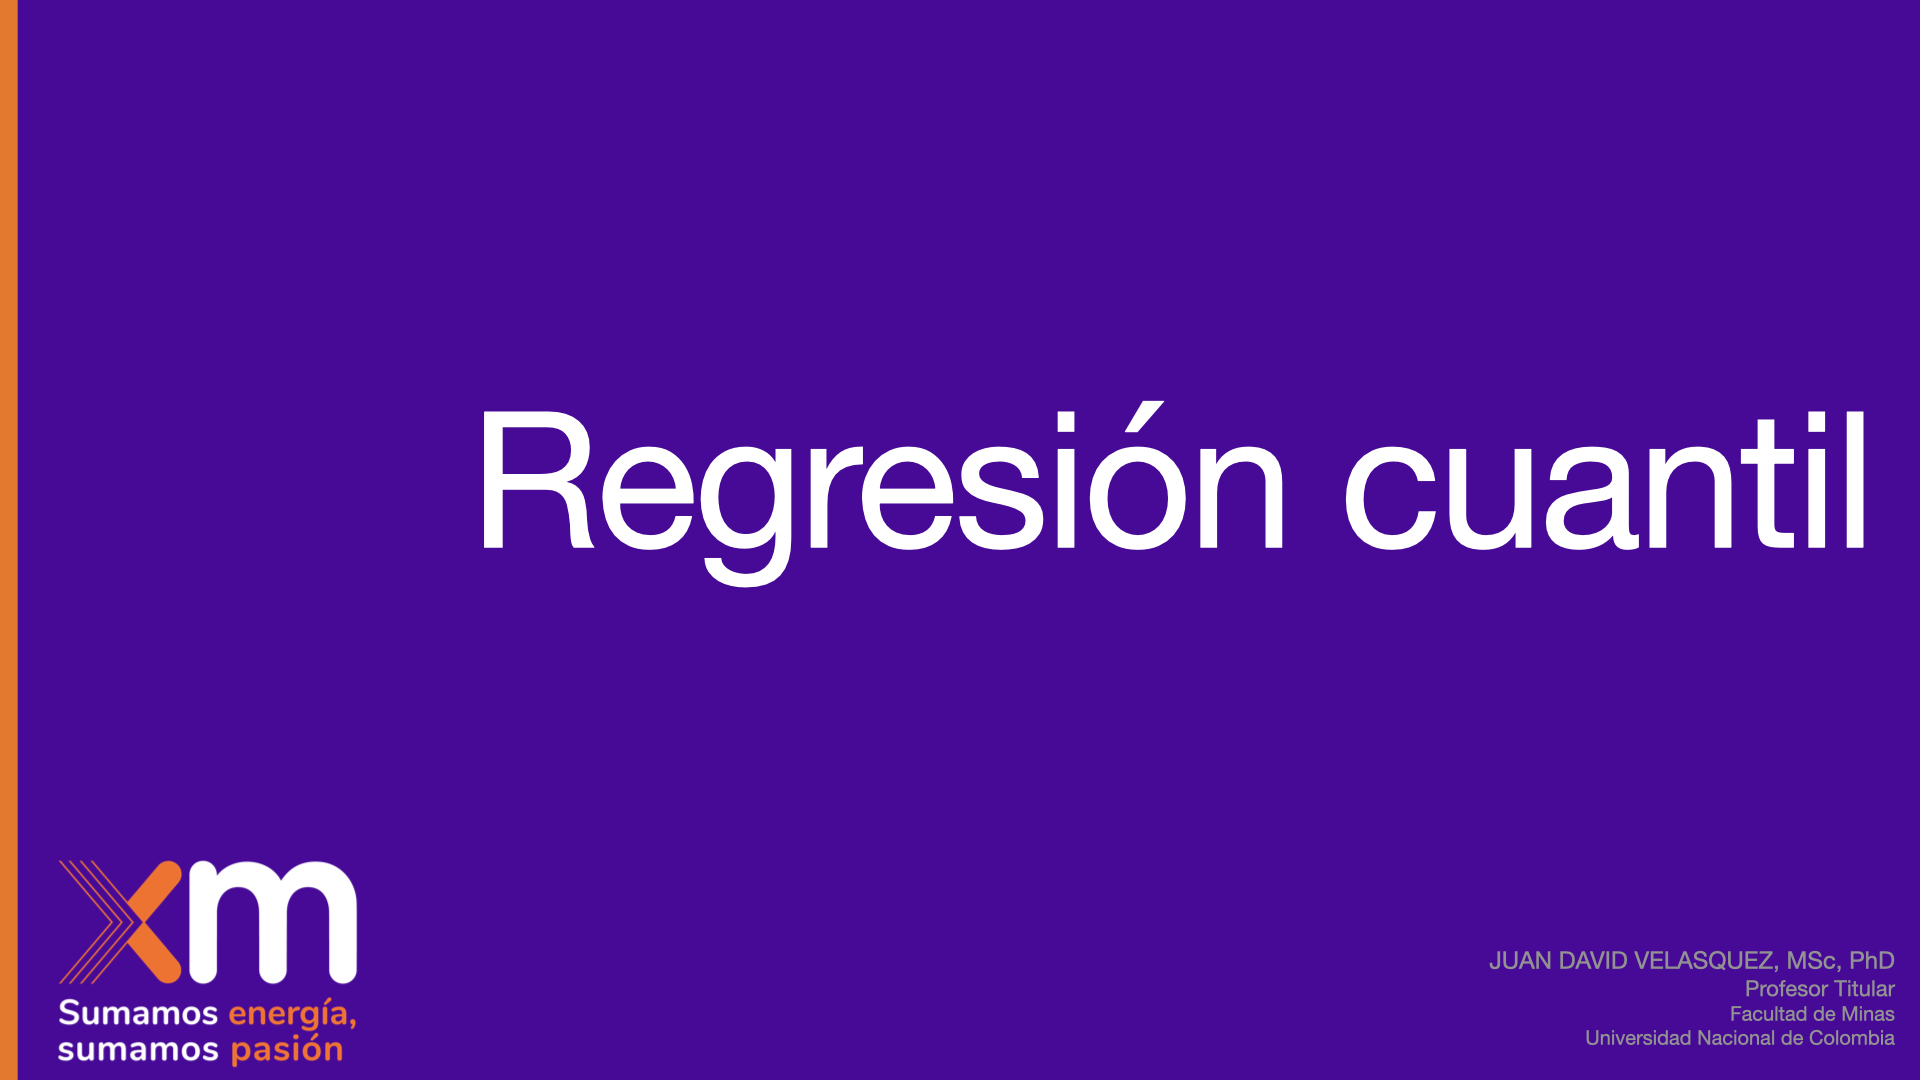 Regresión cuantil
xm
Sumamos energía,
sumamos pasión
JUAN DAVID VELASQUEZ, MSc, PhD
Profesor Titular
Facultad de Minas
Universidad Nacional de Colombia